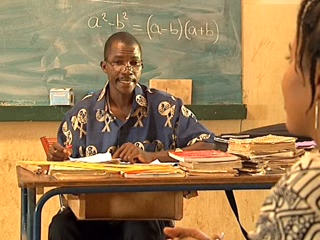 a²-b² = (a-b)(a+b)